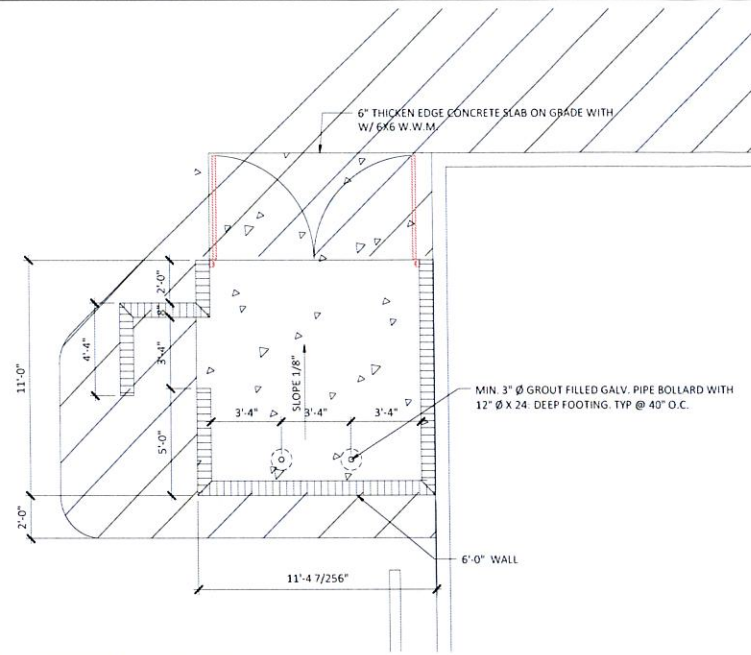 6" THICKEN EDGE CONCRETE SLAB ON GRADE WITH
W/ 6X6 W.W.M.
2'-0"
8"
4'-4"
3'-4"
11'-0"
SLOPE 1/8"
3'-4"
3'-4"
3'-4"
MIN. 3" Ø GROUT FILLED GALV. PIPE BOLLARD WITH
12" Ø X 24: DEEP FOOTING. TYP @ 40" O.C.
5'-0"
2'-0"
6'-0" WALL
11'-4 7/256"